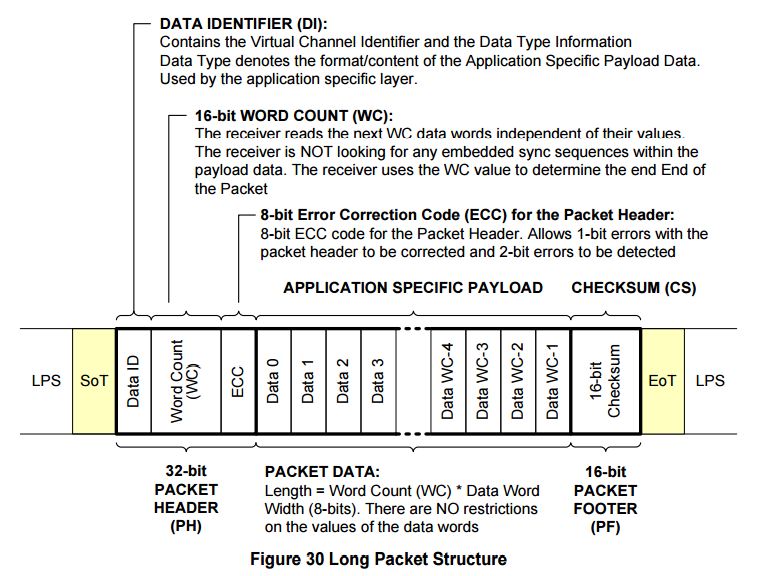 DATA IDENTIFIER (DI):
Contains the Virtual Channel Identifier and the Data Type Information
Data Type denotes the format/content of the Application Specific Payload Data.
Used by the application specific layer.
16-bit WORD COUNT (WC):
The receiver reads the next WC data words independent of their values.
The receiver is NOT looking for any embedded sync sequences within the
payload data. The receiver uses the WC value to determine the end End of
the Packet
8-bit Error Correction Code (ECC) for the Packet Header:
8-bit ECC code for the Packet Header. Allows 1-bit errors with the
packet header to be corrected and 2-bit errors to be detected
APPLICATION SPECIFIC PAYLOAD
CHECKSUM (CS)
LPS
SoT
Data ID
Word Count
(WC)
ECC
Data 0
Data 1
Data 2
Data 3
Data WC-4
Data WC-3
Data WC-2
Data WC-1
16-bit
Checksum
EoT
LPS
32-bit
PACKET
HEADER
(PH)
PACKET DATA:
Length = Word Count (WC) * Data Word
Width (8-bits). There are NO restrictions
on the values of the data words
16-bit
PACKET
FOOTER
(PF)
Figure 30 Long Packet Structure